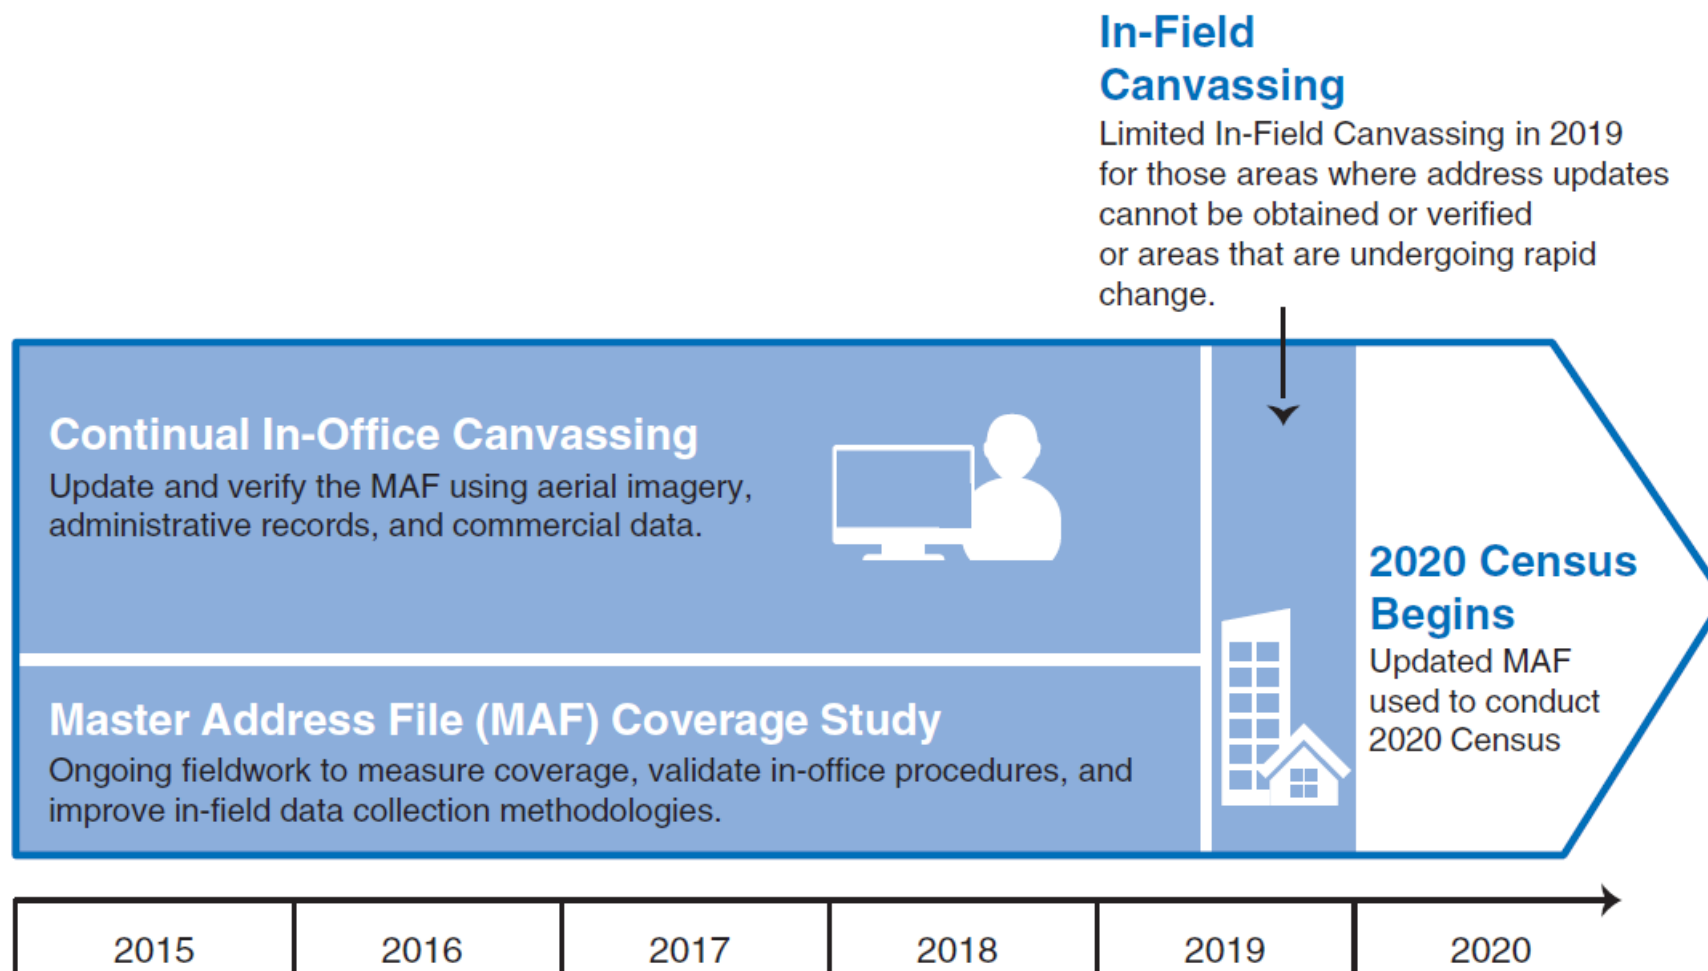 In-Field
Canvassing
Limited In-Field Canvassing in 2019
for those areas where address updates
cannot be obtained or verified
or areas that are undergoing rapid
change.
Continual In-Office Canvassing
Update and verify the MAF using aerial imagery,
administrative records, and commercial data.
Master Address File (MAF) Coverage Study
Ongoing fieldwork to measure coverage, validate in-office procedures, and
improve in-field data collection methodologies.
2020 Census
Begins
Updated MAF
used to conduct
2020 Census
2015 2016 2017 2018 2019 2020